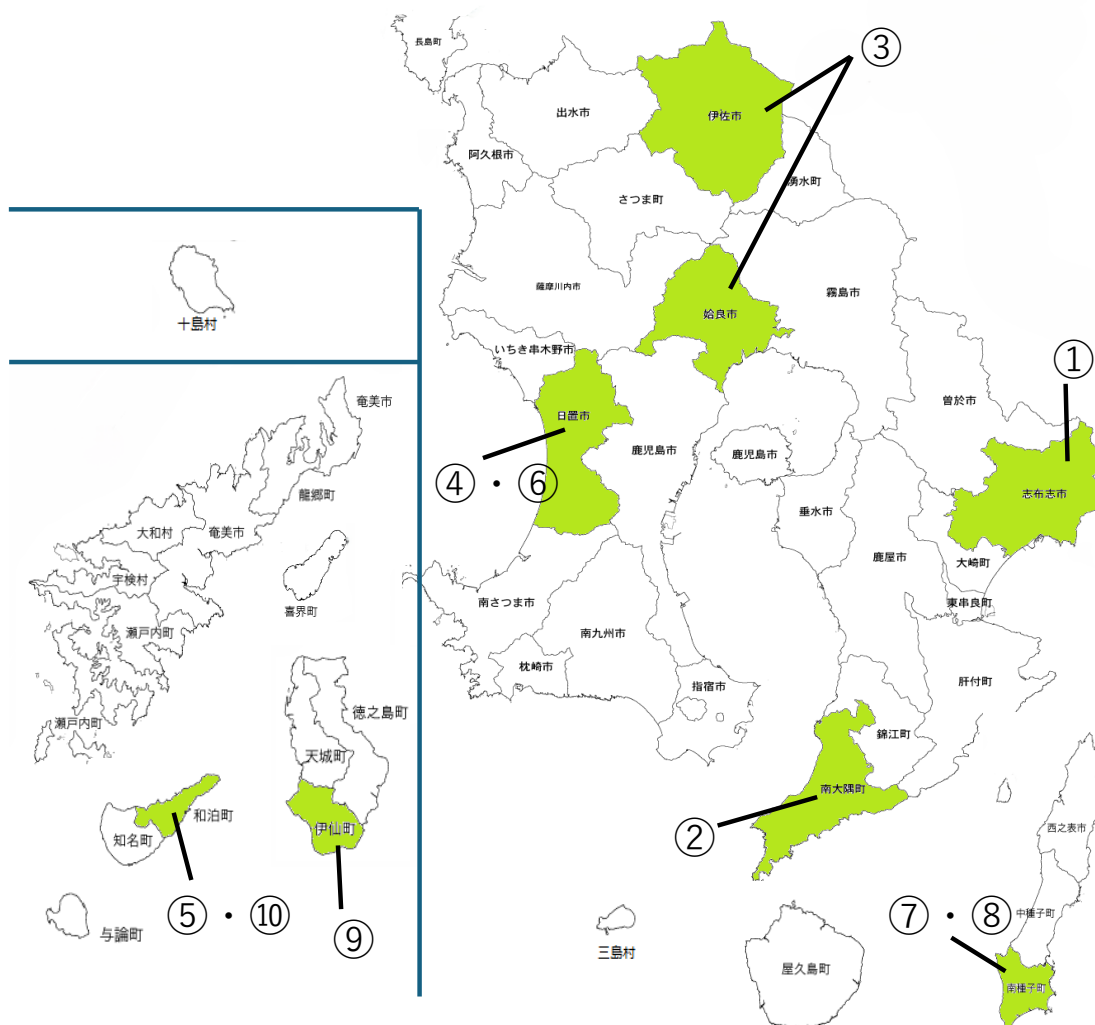 長島町
③
出水市
伊佐市
阿久根市
湧水町
さつま町
薩摩川内市
霧島市
姶良市
十島村
いちき串木野市
①
日置市
曽於市
奄美市
鹿児島市
鹿児島市
④・⑥
志布志市
龍郷町
垂水市
大和村
奄美市
鹿屋市
大崎町
宇検村
東串良町
喜界町
南さつま市
瀬戸内町
南九州市
枕崎市
指宿市
肝付町
徳之島町
瀬戸内町
錦江町
天城町
南大隅町
和泊町
伊仙町
知名町
②
西之表市
⑤・⑩
⑨
⑦・⑧
中種子町
与論町
三島村
屋久島町
南種子町